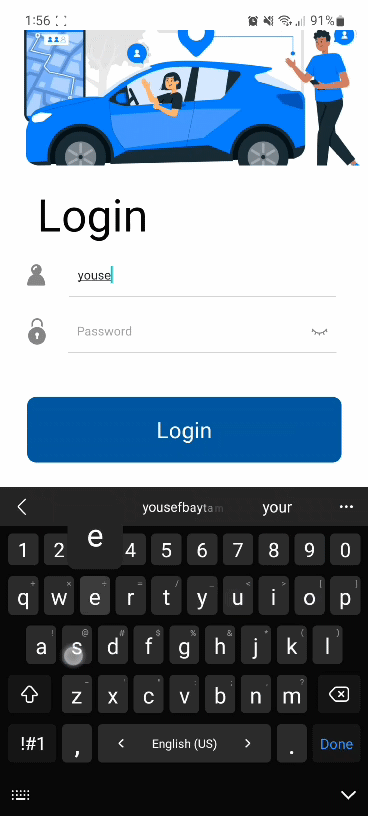 1:56 91%
Login
youse
Password
Login
yousefbaytam your
e
1 2 4 5 6 7 8 9 0
+ × ÷ = / _ < > [ ]
q w e r t y u i o p
! @ # $ % & * ( )
a s d f g h j k l
- ' " : ; , ?
z x c v b n m
!#1 , < English (US) > . Done